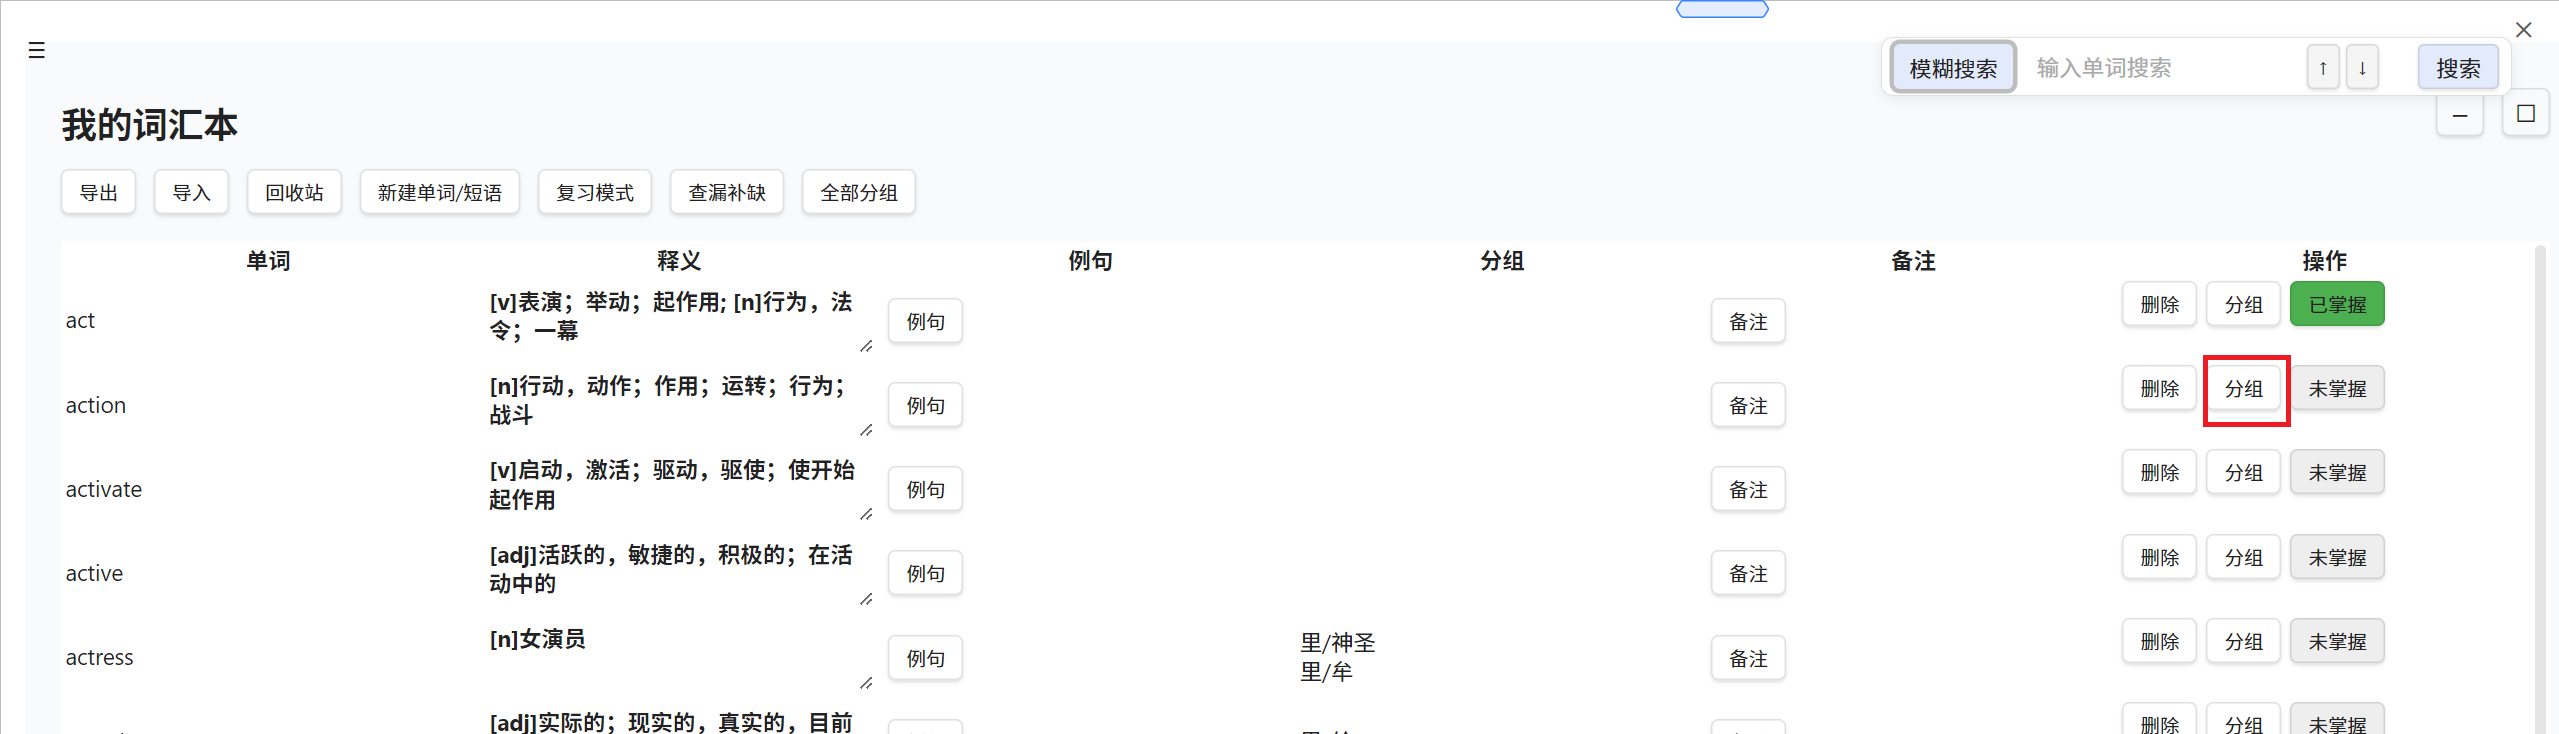 ☰
×
模糊搜索 输入单词搜索 ↑ ↓ 搜索
我的词汇本
导出 导入 回收站 新建单词/短语 复习模式 查漏补缺 全部分组
单词 释义 例句 分组 备注 操作
act [v]表演；举动；起作用; [n]行为，法
令；一幕
例句 备注 删除 分组 已掌握
action [n]行动，动作；作用；运转；行为；
战斗
例句 备注 删除 分组 未掌握
activate [v]启动，激活；驱动，驱使；使开始
起作用
例句 备注 删除 分组 未掌握
active [adj]活跃的，敏捷的，积极的；在活
动中的
例句 备注 删除 分组 未掌握
actress [n]女演员
例句 里/神圣
里/牟
备注 删除 分组 未掌握
[adj]实际的；现实的，真实的，目前
删除 分组 未掌握